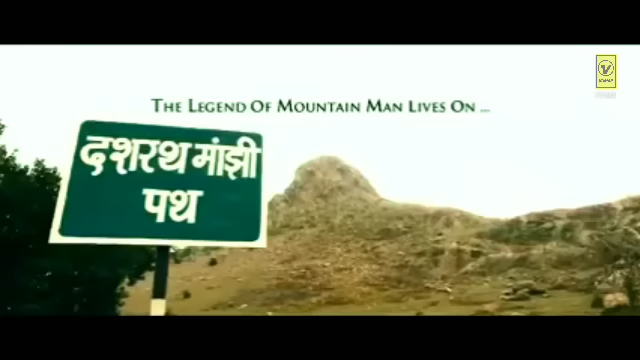 THE LEGEND OF MOUNTAIN MAN LIVES ON ...
दशरथ मांझी
पथ